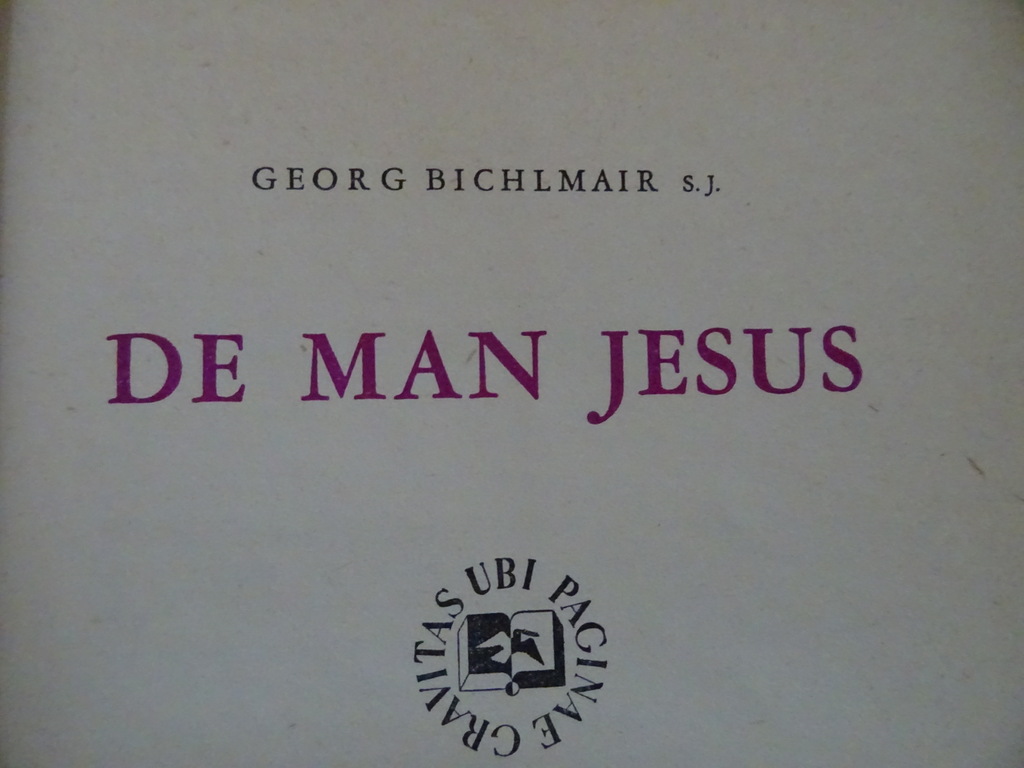 GEORG BICHLMAIR S.J.
DE MAN JESUS
GRAVITAS UBI PAGINAE